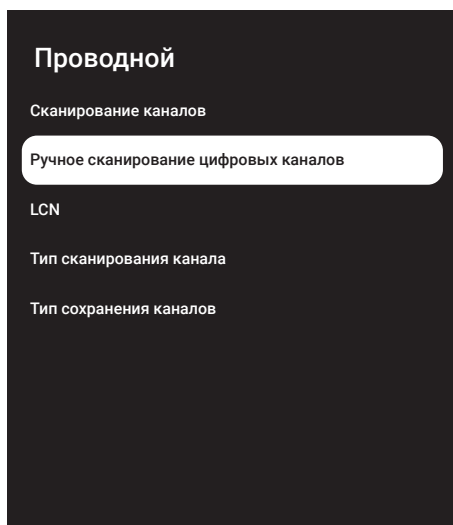 Проводной
Сканирование каналов
Ручное сканирование цифровых каналов
LCN
Тип сканирования канала
Тип сохранения каналов